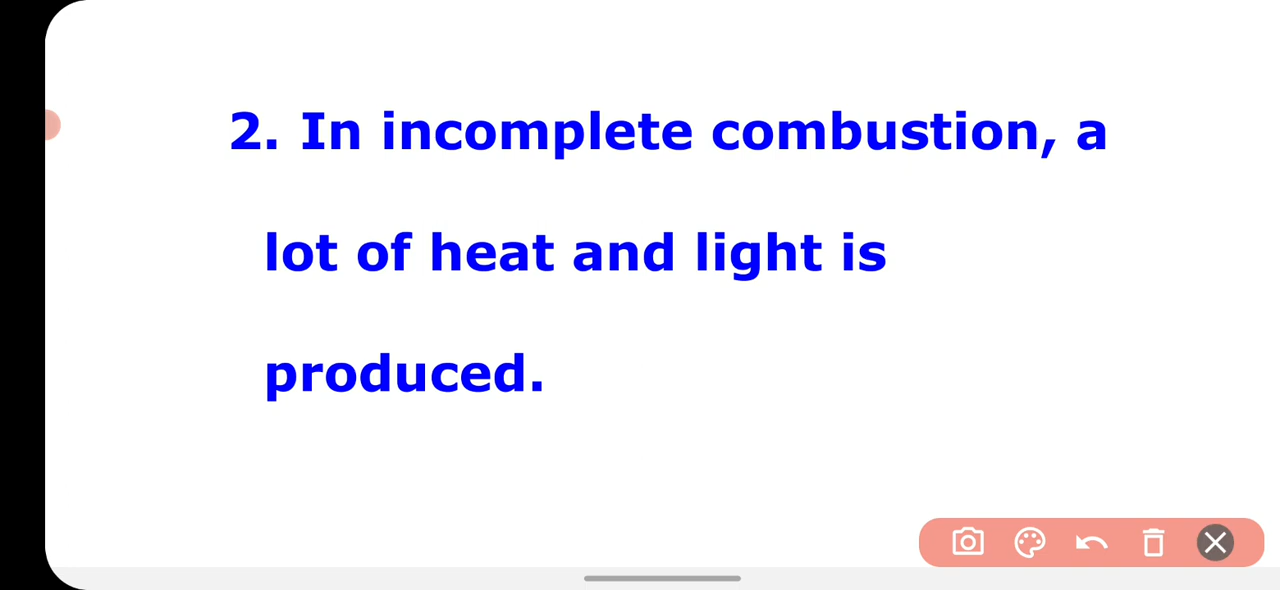 2. In incomplete combustion, a
lot of heat and light is
produced.